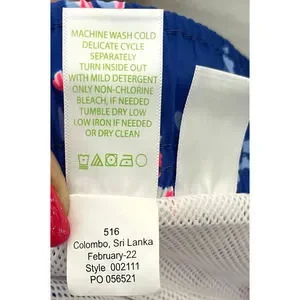 MACHINE WASH COLD
DELICATE CYCLE
SEPARATELY
TURN INSIDE OUT
WITH MILD DETERGENT
ONLY NON-CHLORINE
BLEACH, IF NEEDED
TUMBLE DRY LOW
LOW IRON IF NEEDED
OR DRY CLEAN
516
Colombo, Sri Lanka
February-22
Style 002111
PO 056521